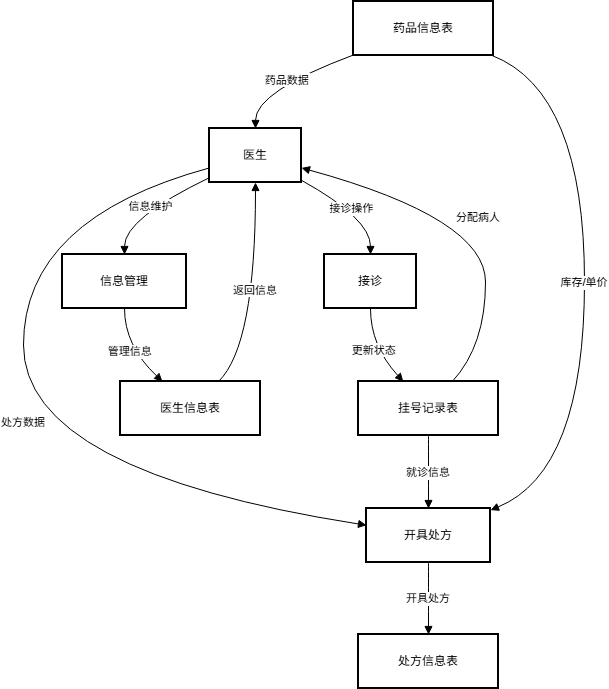 药品信息表
药品数据
医生
信息维护
接诊操作
分配病人
信息管理
接诊
库存/单价
返回信息
管理信息
更新状态
医生信息表
挂号记录表
处方数据
就诊信息
开具处方
开具处方
处方信息表